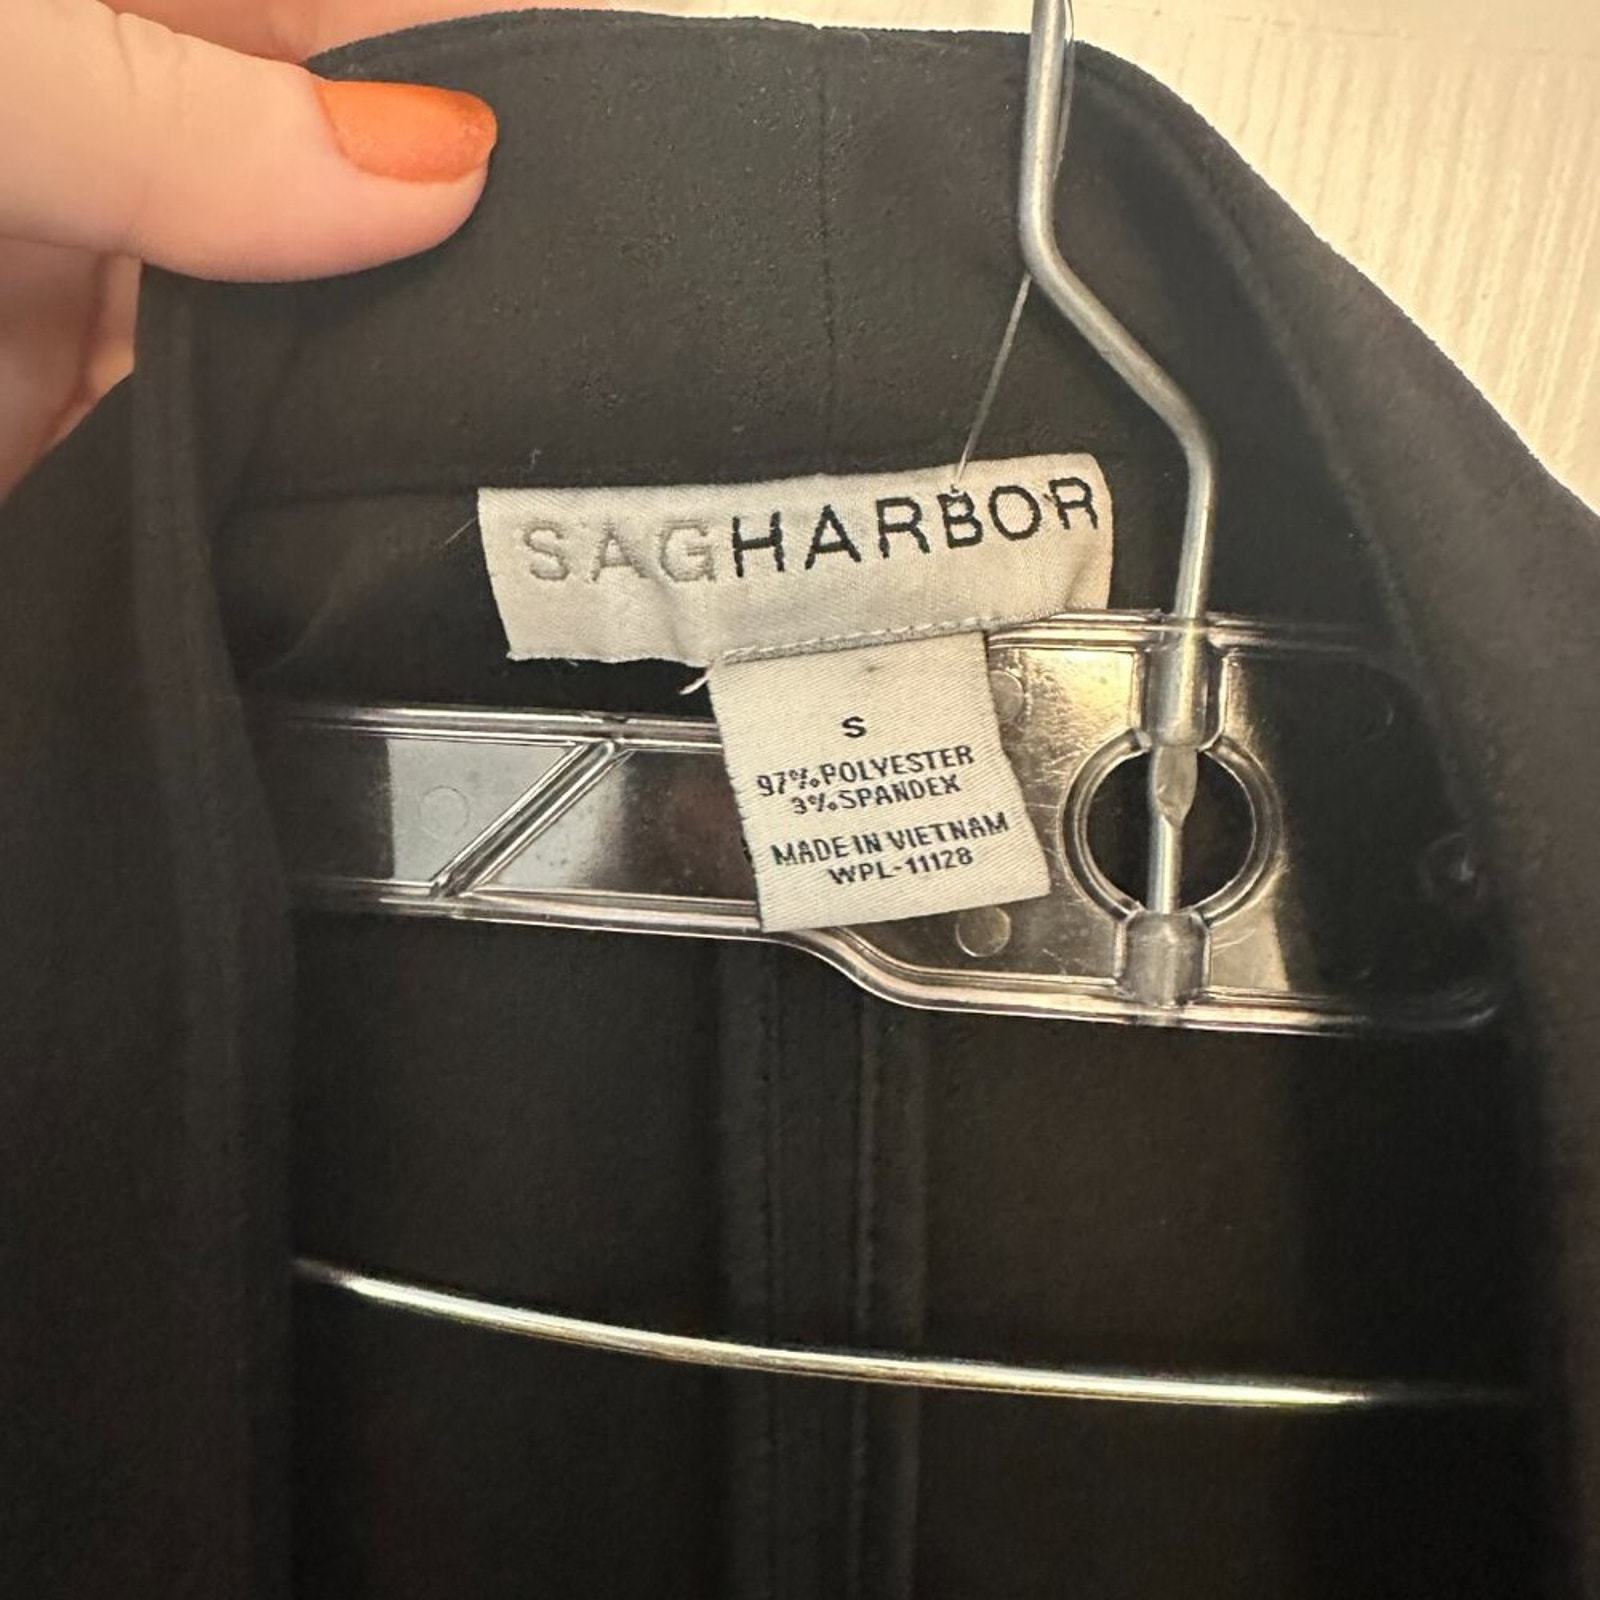 SAGHARBOR
S
97%POLYESTER
3%SPANDEX
MADE IN VIETNAM
WPL-11128